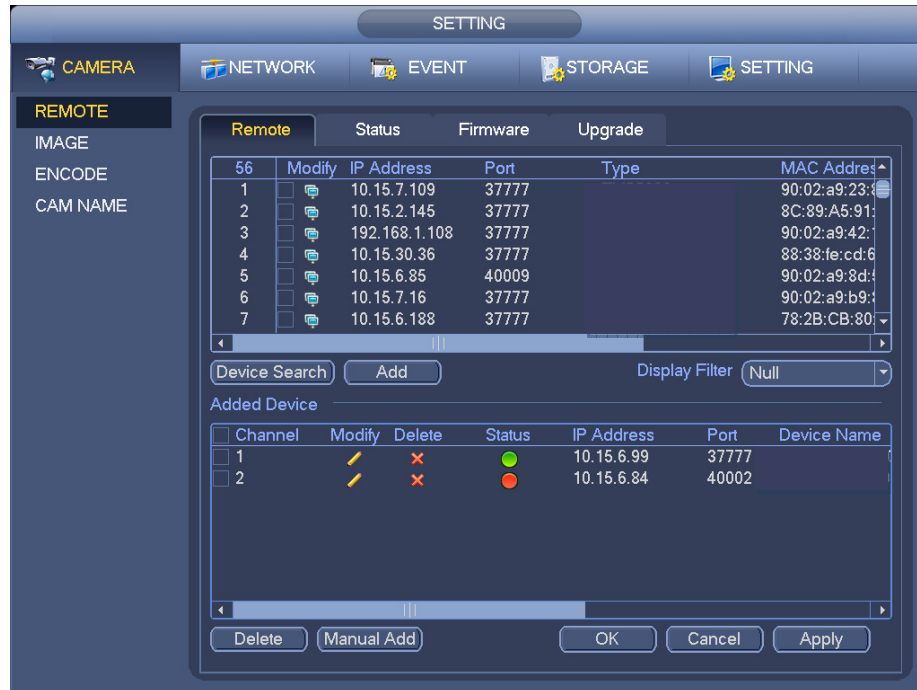 SETTING
CAMERA NETWORK EVENT STORAGE SETTING
REMOTE
IMAGE
ENCODE
CAM NAME
Remote Status Firmware Upgrade
56 Modify IP Address Port Type MAC Addres
1 10.15.7.109 37777 90:02:a9:23:
2 10.15.2.145 37777 8C:89:A5:91:
3 192.168.1.108 37777 90:02:a9:42:
4 10.15.30.36 37777 88:38:fe:cd:6
5 10.15.6.85 40009 90:02:a9:8d:
6 10.15.7.16 37777 90:02:a9:b9:
7 10.15.6.188 37777 78:2B:CB:80:
Device Search Add Display Filter Null
Added Device
Channel Modify Delete Status IP Address Port Device Name
1 10.15.6.99 37777
2 10.15.6.84 40002
Delete Manual Add OK Cancel Apply